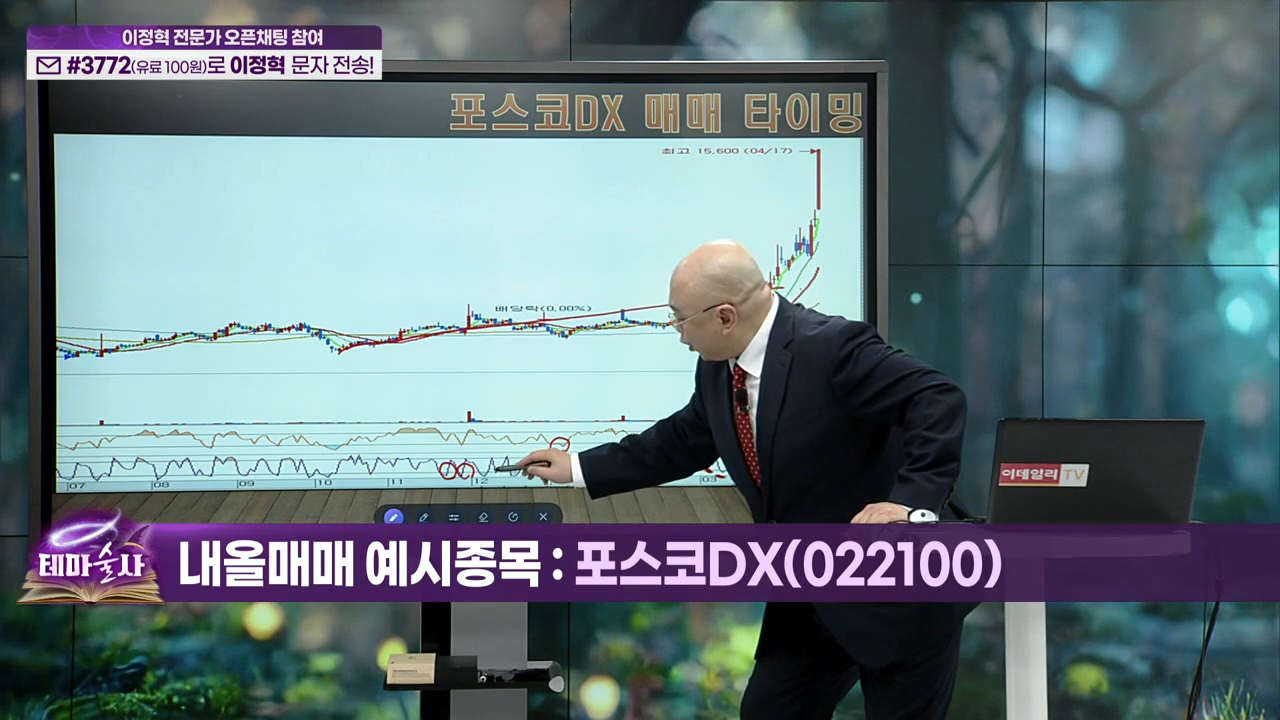 이정혁 전문가 오픈채팅 참여
#3772(유료 100원)로 이정혁 문자 전송!
포스코DX 매매 타이밍
최고 15,600 (04/17)
배당락(0.00%)
07 08 09 10 11 12 03
이데일리TV
테마술사
내올매매 예시종목 : 포스코DX(022100)